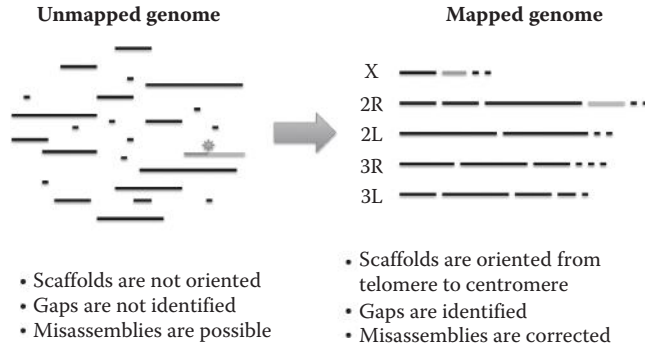 Unmapped genome
Mapped genome
X
2R
2L
3R
3L
• Scaffolds are not oriented
• Gaps are not identified
• Misassemblies are possible
• Scaffolds are oriented from
telomere to centromere
• Gaps are identified
• Misassemblies are corrected